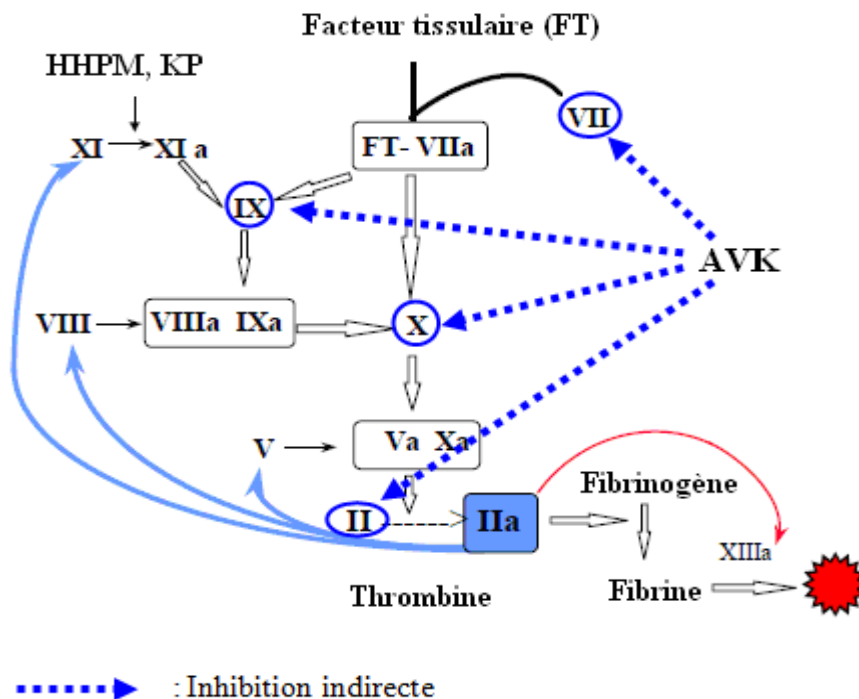 Facteur tissulaire (FT)
HHPM, KP
VII
XI XI a
FT- VIIa
IX
AVK
VIII VIIIa IXa X
V Va Xa
II IIa Fibrinogène
XIIIa
Thrombine Fibrine
: Inhibition indirecte